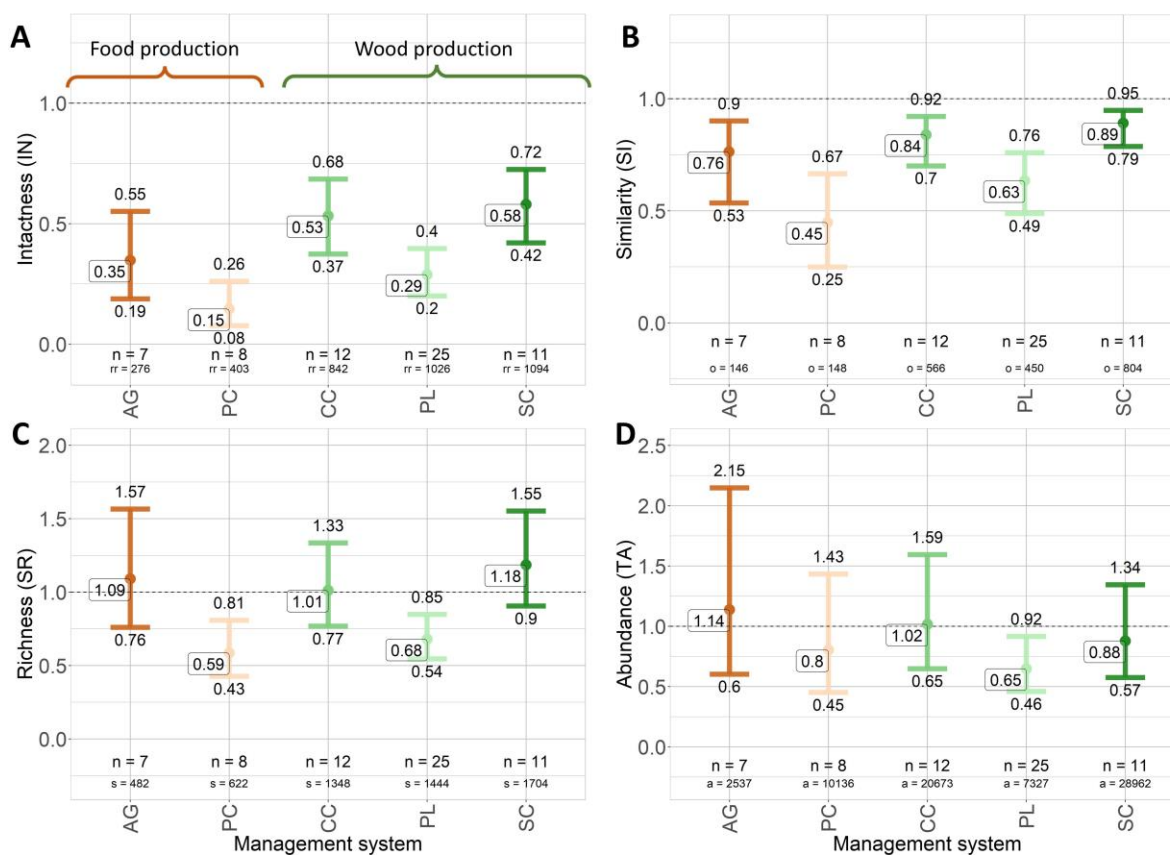 A
Food production
Wood production
Intactness (IN)
1.0
0.5
0.0
0.55
0.35
0.19
0.26
0.15
0.08
0.68
0.53
0.37
0.4
0.29
0.2
0.72
0.58
0.42
n = 7
rr = 276
n = 8
rr = 403
n = 12
rr = 842
n = 25
rr = 1026
n = 11
rr = 1094
AG
PC
CC
PL
SC
B
Similarity (SI)
1.0
0.5
0.0
0.9
0.76
0.53
0.67
0.45
0.25
0.92
0.84
0.7
0.76
0.63
0.49
0.95
0.89
0.79
n = 7
o = 146
n = 8
o = 148
n = 12
o = 566
n = 25
o = 450
n = 11
o = 804
AG
PC
CC
PL
SC
C
Richness (SR)
2.0
1.5
1.0
0.5
0.0
1.57
1.09
0.76
0.81
0.59
0.43
1.33
1.01
0.77
0.85
0.68
0.54
1.55
1.18
0.9
n = 7
s = 482
n = 8
s = 622
n = 12
s = 1348
n = 25
s = 1444
n = 11
s = 1704
AG
PC
CC
PL
SC
Management system
D
Abundance (TA)
2.5
2.0
1.5
1.0
0.5
0.0
2.15
1.14
0.6
1.43
0.8
0.45
1.59
1.02
0.65
0.92
0.65
0.46
1.34
0.88
0.57
n = 7
a = 2537
n = 8
a = 10136
n = 12
a = 20673
n = 25
a = 7327
n = 11
a = 28962
AG
PC
CC
PL
SC
Management system